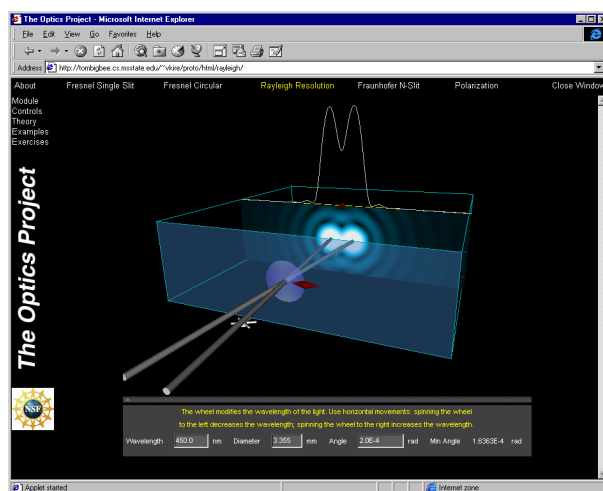 The Optics Project - Microsoft Internet Explorer
File Edit View Go Favorites Help
Address http://tombigbee.cs.msstate.edu/~vkire/proto/html/rayleigh/
About Fresnel Single Slit Fresnel Circular Rayleigh Resolution Fraunhofer N-Slit Polarization Close Window
Module
Controls
Theory
Examples
Exercises
The Optics Project
NSF
The wheel modifies the wavelength of the light. Use horizontal movements: spinning the wheel
to the left decreases the wavelength; spinning the wheel to the right increases the wavelength.
Wavelength 450.0 nm Diameter 3.355 mm Angle 2.0E-4 rad Min Angle 1.6363E-4 rad
Applet started Internet zone